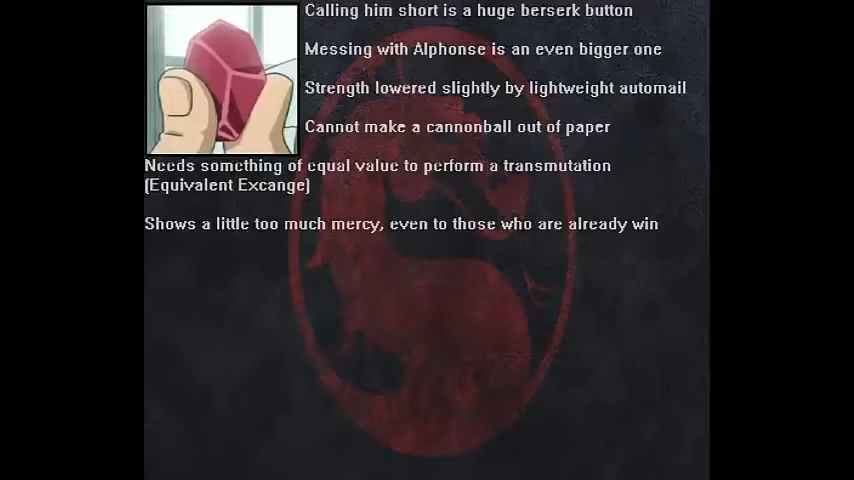 Calling him short is a huge berserk button
Messing with Alphonse is an even bigger one
Strength lowered slightly by lightweight automail
Cannot make a cannonball out of paper
Needs something of equal value to perform a transmutation
(Equivalent Excange)
Shows a little too much mercy, even to those who are already win